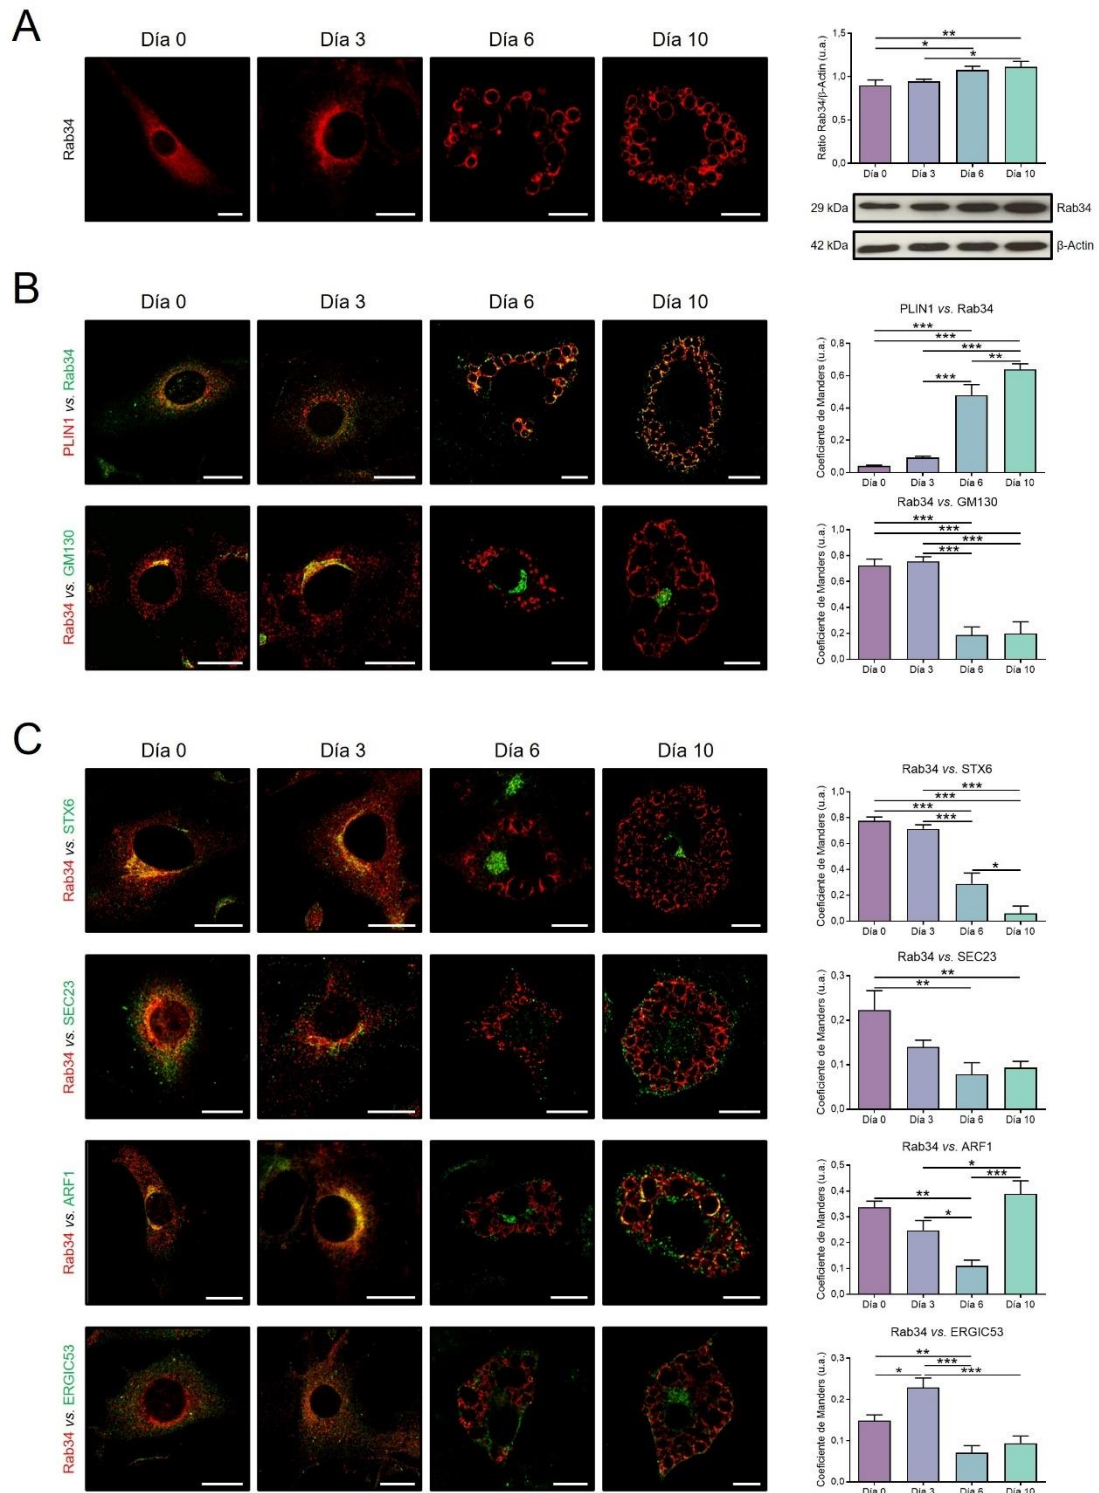 A
Día 0
Día 3
Día 6
Día 10
Rab34
Ratio Rab34/β-Actin (u.a.)
1,5
1,0
0,5
0,0
**
*
*
Día 0 Día 3 Día 6 Día 10
29 kDa Rab34
42 kDa β-Actin
B
Día 0
Día 3
Día 6
Día 10
PLIN1 vs. Rab34
PLIN1 vs. Rab34
Coeficiente de Manders (u.a.)
0,8
0,6
0,4
0,2
0,0
***
***
***
**
***
Día 0 Día 3 Día 6 Día 10
Rab34 vs. GM130
Rab34 vs. GM130
Coeficiente de Manders (u.a.)
1,0
0,8
0,6
0,4
0,2
0,0
***
***
***
***
Día 0 Día 3 Día 6 Día 10
C
Día 0
Día 3
Día 6
Día 10
Rab34 vs. STX6
Rab34 vs. STX6
Coeficiente de Manders (u.a.)
1,0
0,8
0,6
0,4
0,2
0,0
***
***
***
***
*
Día 0 Día 3 Día 6 Día 10
Rab34 vs. SEC23
Rab34 vs. SEC23
Coeficiente de Manders (u.a.)
0,3
0,2
0,1
0,0
**
**
Día 0 Día 3 Día 6 Día 10
Rab34 vs. ARF1
Rab34 vs. ARF1
Coeficiente de Manders (u.a.)
0,5
0,4
0,3
0,2
0,1
0,0
*
***
**
*
Día 0 Día 3 Día 6 Día 10
Rab34 vs. ERGIC53
Rab34 vs. ERGIC53
Coeficiente de Manders (u.a.)
0,3
0,2
0,1
0,0
**
***
* ***
Día 0 Día 3 Día 6 Día 10